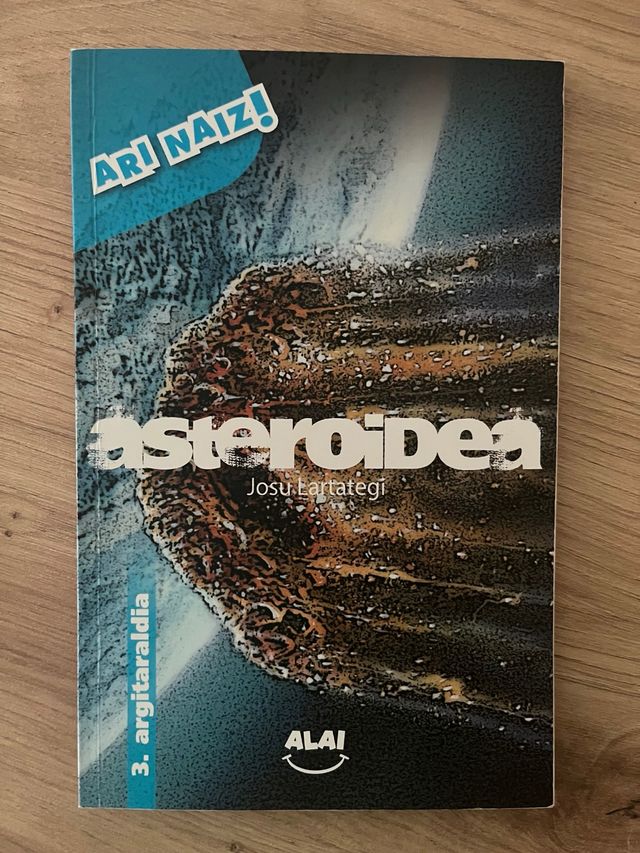 ARI NAIZ!
asteroidea
Josu Lartategi
3. argitaraldia
ALAI